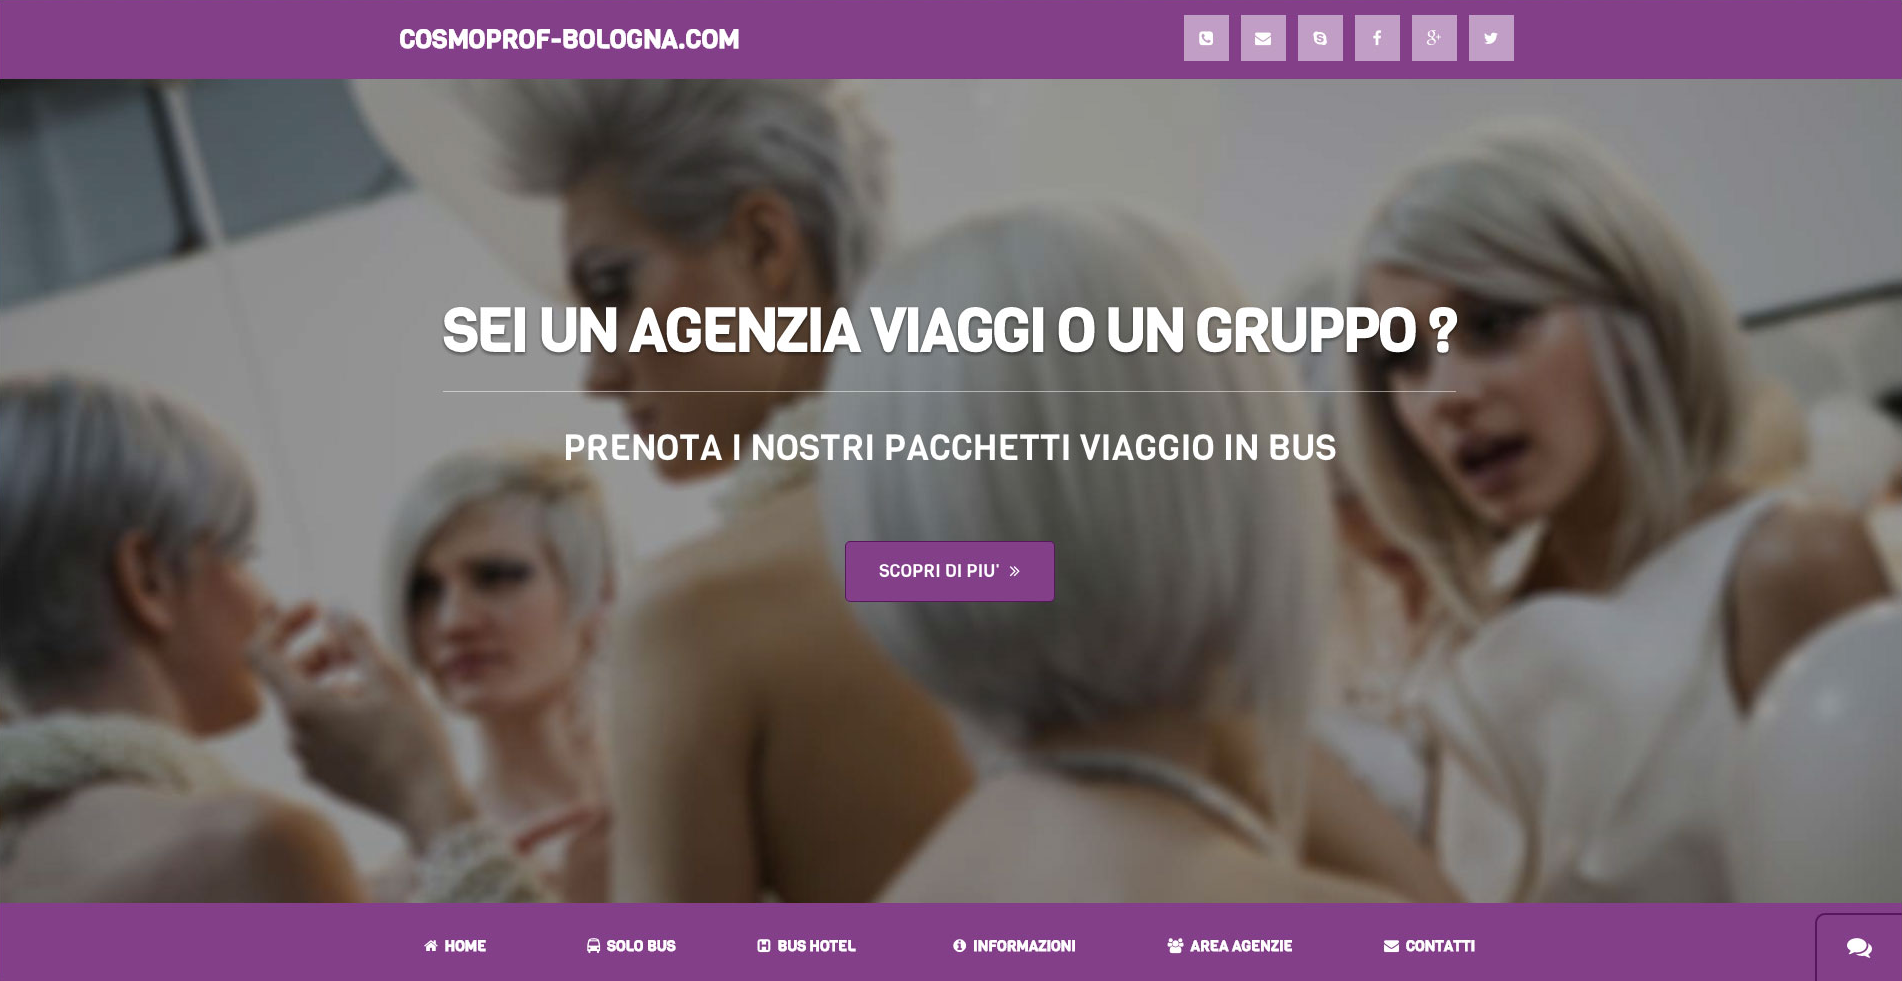 COSMOPROF-BOLOGNA.COM
SEI UN AGENZIA VIAGGI O UN GRUPPO ?
PRENOTA I NOSTRI PACCHETTI VIAGGIO IN BUS
SCOPRI DI PIU' »
HOME SOLO BUS BUS HOTEL INFORMAZIONI AREA AGENZIE CONTATTI